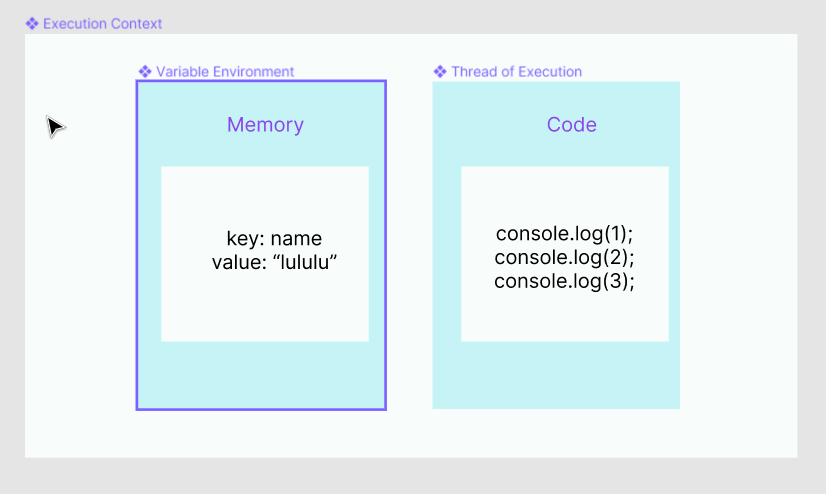 Execution Context
Variable Environment
Thread of Execution
Memory
Code
key: name
value: “lululu”
console.log(1);
console.log(2);
console.log(3);